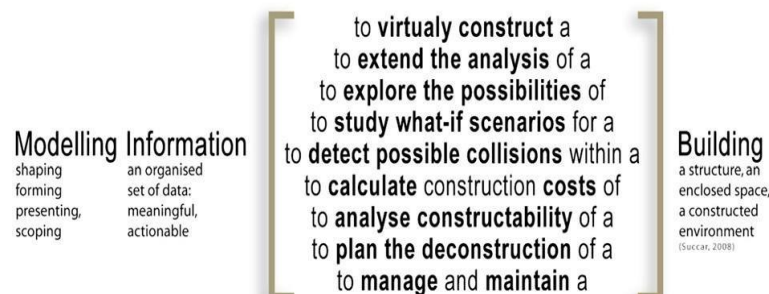 Modelling
shaping
forming
presenting,
scoping
Information
an organised
set of data:
meaningful,
actionable
to virtualy construct a
to extend the analysis of a
to explore the possibilities of
to study what-if scenarios for a
to detect possible collisions within a
to calculate construction costs of
to analyse constructability of a
to plan the deconstruction of a
to manage and maintain a
Building
a structure, an
enclosed space,
a constructed
environment
(Succar, 2008)